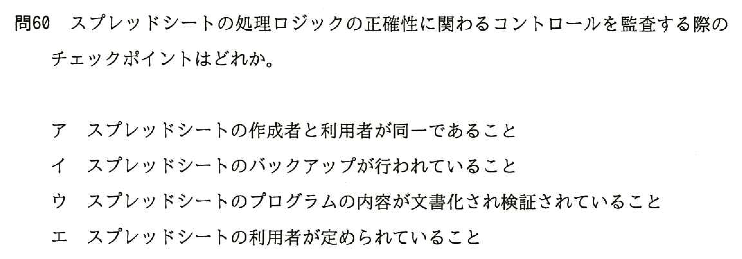 問60 スプレッドシートの処理ロジックの正確性に関わるコントロールを監査する際の
チェックポイントはどれか。
ア スプレッドシートの作成者と利用者が同一であること
イ スプレッドシートのバックアップが行われていること
ウ スプレッドシートのプログラムの内容が文書化され検証されていること
エ スプレッドシートの利用者が定められていること